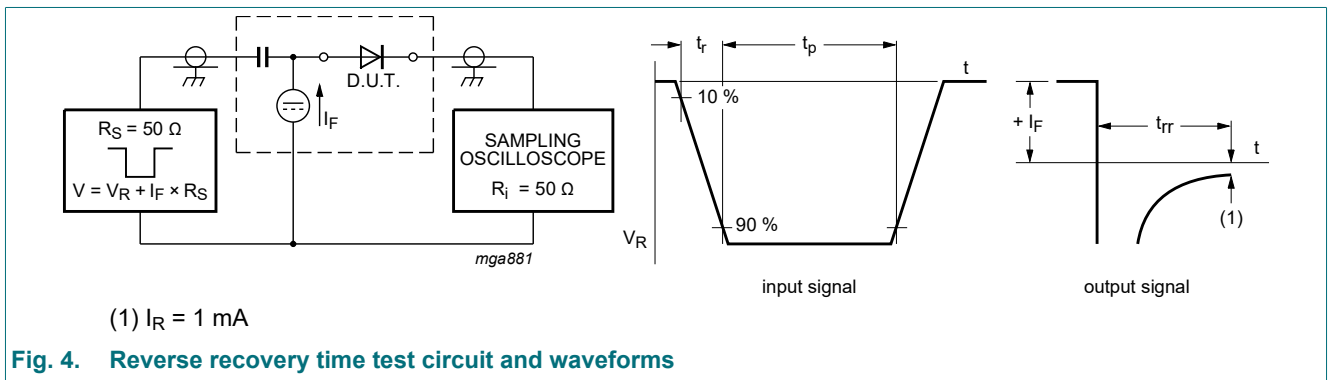 D.U.T.
I_F
R_S = 50 Ω
V = V_R + I_F × R_S
SAMPLING
OSCILLOSCOPE
R_i = 50 Ω
mga881
t_r
t_p
t
10 %
90 %
V_R
input signal
+ I_F
t_rr
t
(1)
output signal
(1) I_R = 1 mA
Fig. 4. Reverse recovery time test circuit and waveforms